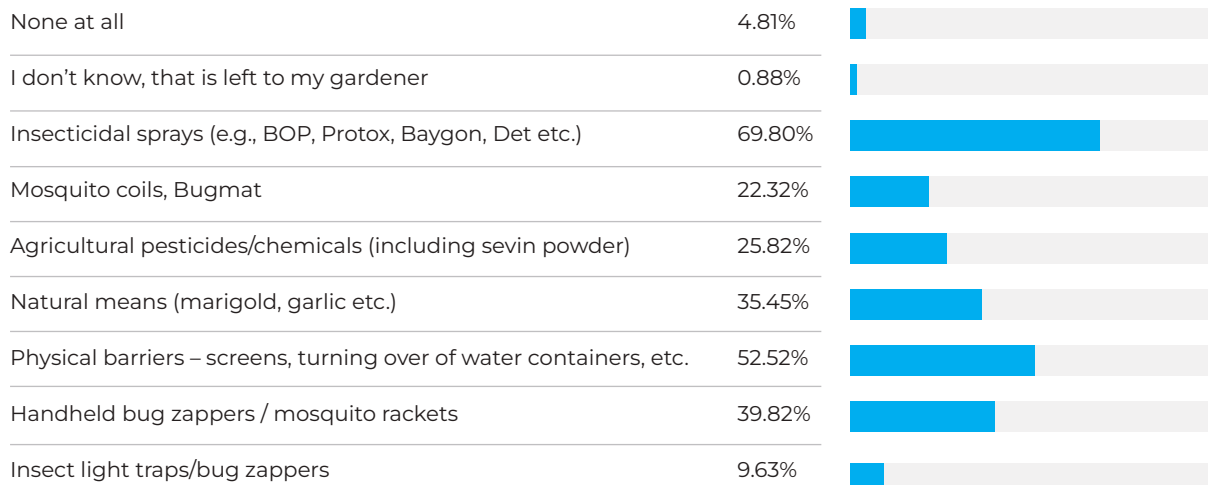 None at all 4.81%
I don’t know, that is left to my gardener 0.88%
Insecticidal sprays (e.g., BOP, Protox, Baygon, Det etc.) 69.80%
Mosquito coils, Bugmat 22.32%
Agricultural pesticides/chemicals (including sevin powder) 25.82%
Natural means (marigold, garlic etc.) 35.45%
Physical barriers – screens, turning over of water containers, etc. 52.52%
Handheld bug zappers / mosquito rackets 39.82%
Insect light traps/bug zappers 9.63%